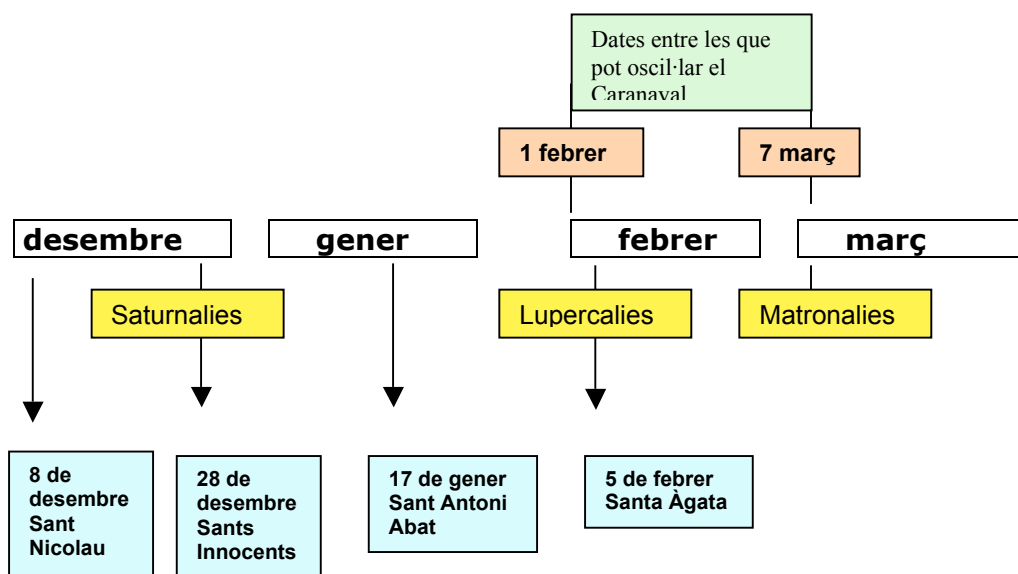 Dates entre les que
pot oscil·lar el
Caranaval
1 febrer
7 març
desembre
gener
febrer
març
Saturnalies
Lupercalies
Matronalies
8 de
desembre
Sant
Nicolau
28 de
desembre
Sants
Innocents
17 de gener
Sant Antoni
Abat
5 de febrer
Santa Àgata